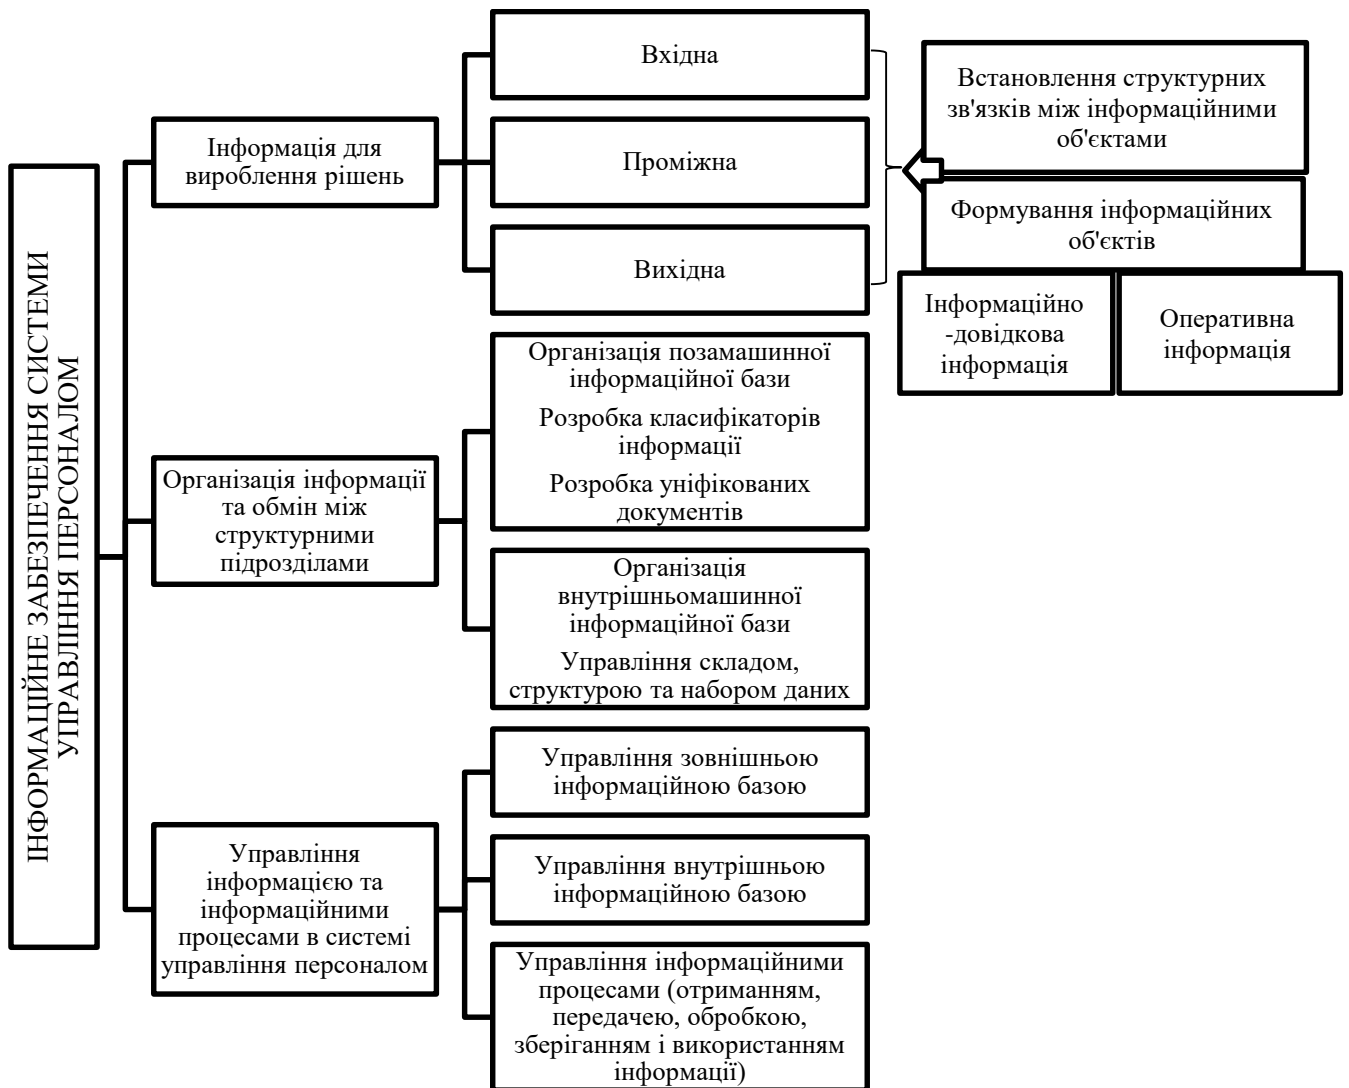 ІНФОРМАЦІЙНЕ ЗАБЕЗПЕЧЕННЯ СИСТЕМИ
УПРАВЛІННЯ ПЕРСОНАЛОМ
Інформація для
вироблення рішень
Вхідна
Проміжна
Вихідна
Встановлення структурних
зв'язків між інформаційними
об'єктами
Формування інформаційних
об'єктів
Інформаційно
-довідкова
інформація
Оперативна
інформація
Організація інформації
та обмін між
структурними
підрозділами
Організація позамашинної
інформаційної бази
Розробка класифікаторів
інформації
Розробка уніфікованих
документів
Організація
внутрішньомашинної
інформаційної бази
Управління складом,
структурою та набором даних
Управління
інформацією та
інформаційними
процесами в системі
управління персоналом
Управління зовнішньою
інформаційною базою
Управління внутрішньою
інформаційною базою
Управління інформаційними
процесами (отриманням,
передачею, обробкою,
зберіганням і використанням
інформації)